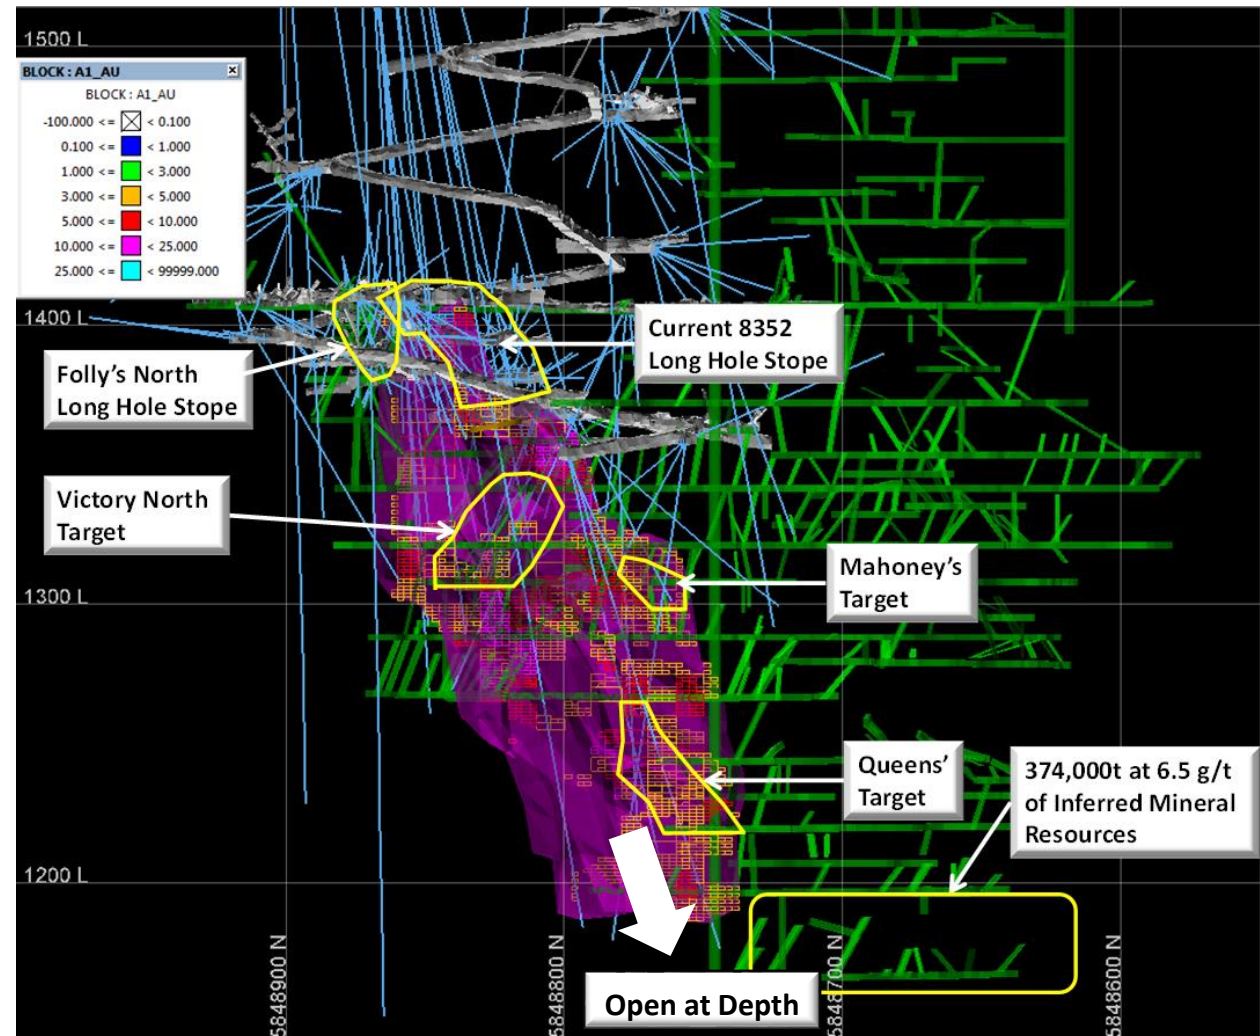 1500 L
BLOCK : A1_AU
BLOCK : A1_AU
-100.000 <= < 0.100
0.100 <= < 1.000
1.000 <= < 3.000
3.000 <= < 5.000
5.000 <= < 10.000
10.000 <= < 25.000
25.000 <= < 99999.000
1400 L
Current 8352
Long Hole Stope
Folly's North
Long Hole Stope
Victory North
Target
Mahoney's
Target
1300 L
Queens'
Target
374,000t at 6.5 g/t
of Inferred Mineral
Resources
1200 L
5848900 N
5848800 N
5848700 N
5848600 N
Open at Depth